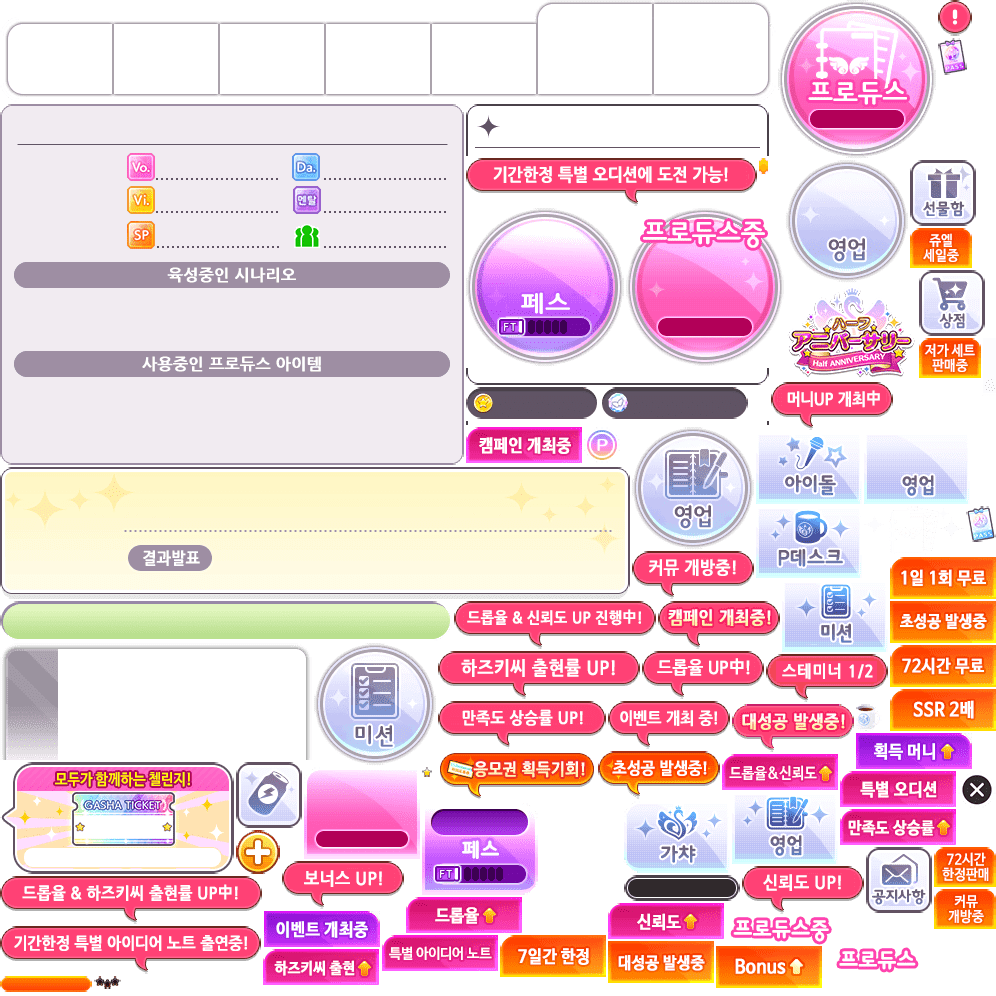 프로듀스
PASS
Vo.
Da.
Vi.
멘탈
SP
육성중인 시나리오
사용중인 프로듀스 아이템
기간한정 특별 오디션에 도전 가능!
페스
FT
프로듀스중
영업
선물함
쥬엘
세일중
상점
저가 세트
판매중
ハーフ
アニバーサリー
Half ANNIVERSARY
머니UP 개최中
캠페인 개최중
P
영업
아이돌
영업
결과발표
커뮤 개방중!
P데스크
PASS
1일 1회 무료
드롭율 & 신뢰도 UP 진행中!
캠페인 개최중!
미션
초성공 발생중
하즈키씨 출현률 UP!
드롭율 UP中!
스테미너 1/2
72시간 무료
미션
만족도 상승률 UP!
이벤트 개최 중!
대성공 발생중!
SSR 2배
획득 머니
모두가 함께하는 첼린지!
GASHA TICKET
응모권 획득기회!
초성공 발생중!
드롭율&신뢰도
특별 오디션
만족도 상승률
페스
FT
가챠
영업
72시간
한정판매
드롭율 & 하즈키씨 출현률 UP中!
보너스 UP!
신뢰도 UP!
공지사항
커뮤
개방중
이벤트 개최중
드롭율
신뢰도
프로듀스중
기간한정 특별 아이디어 노트 출연중!
하즈키씨 출현
특별 아이디어 노트
7일간 한정
대성공 발생중
Bonus
프로듀스